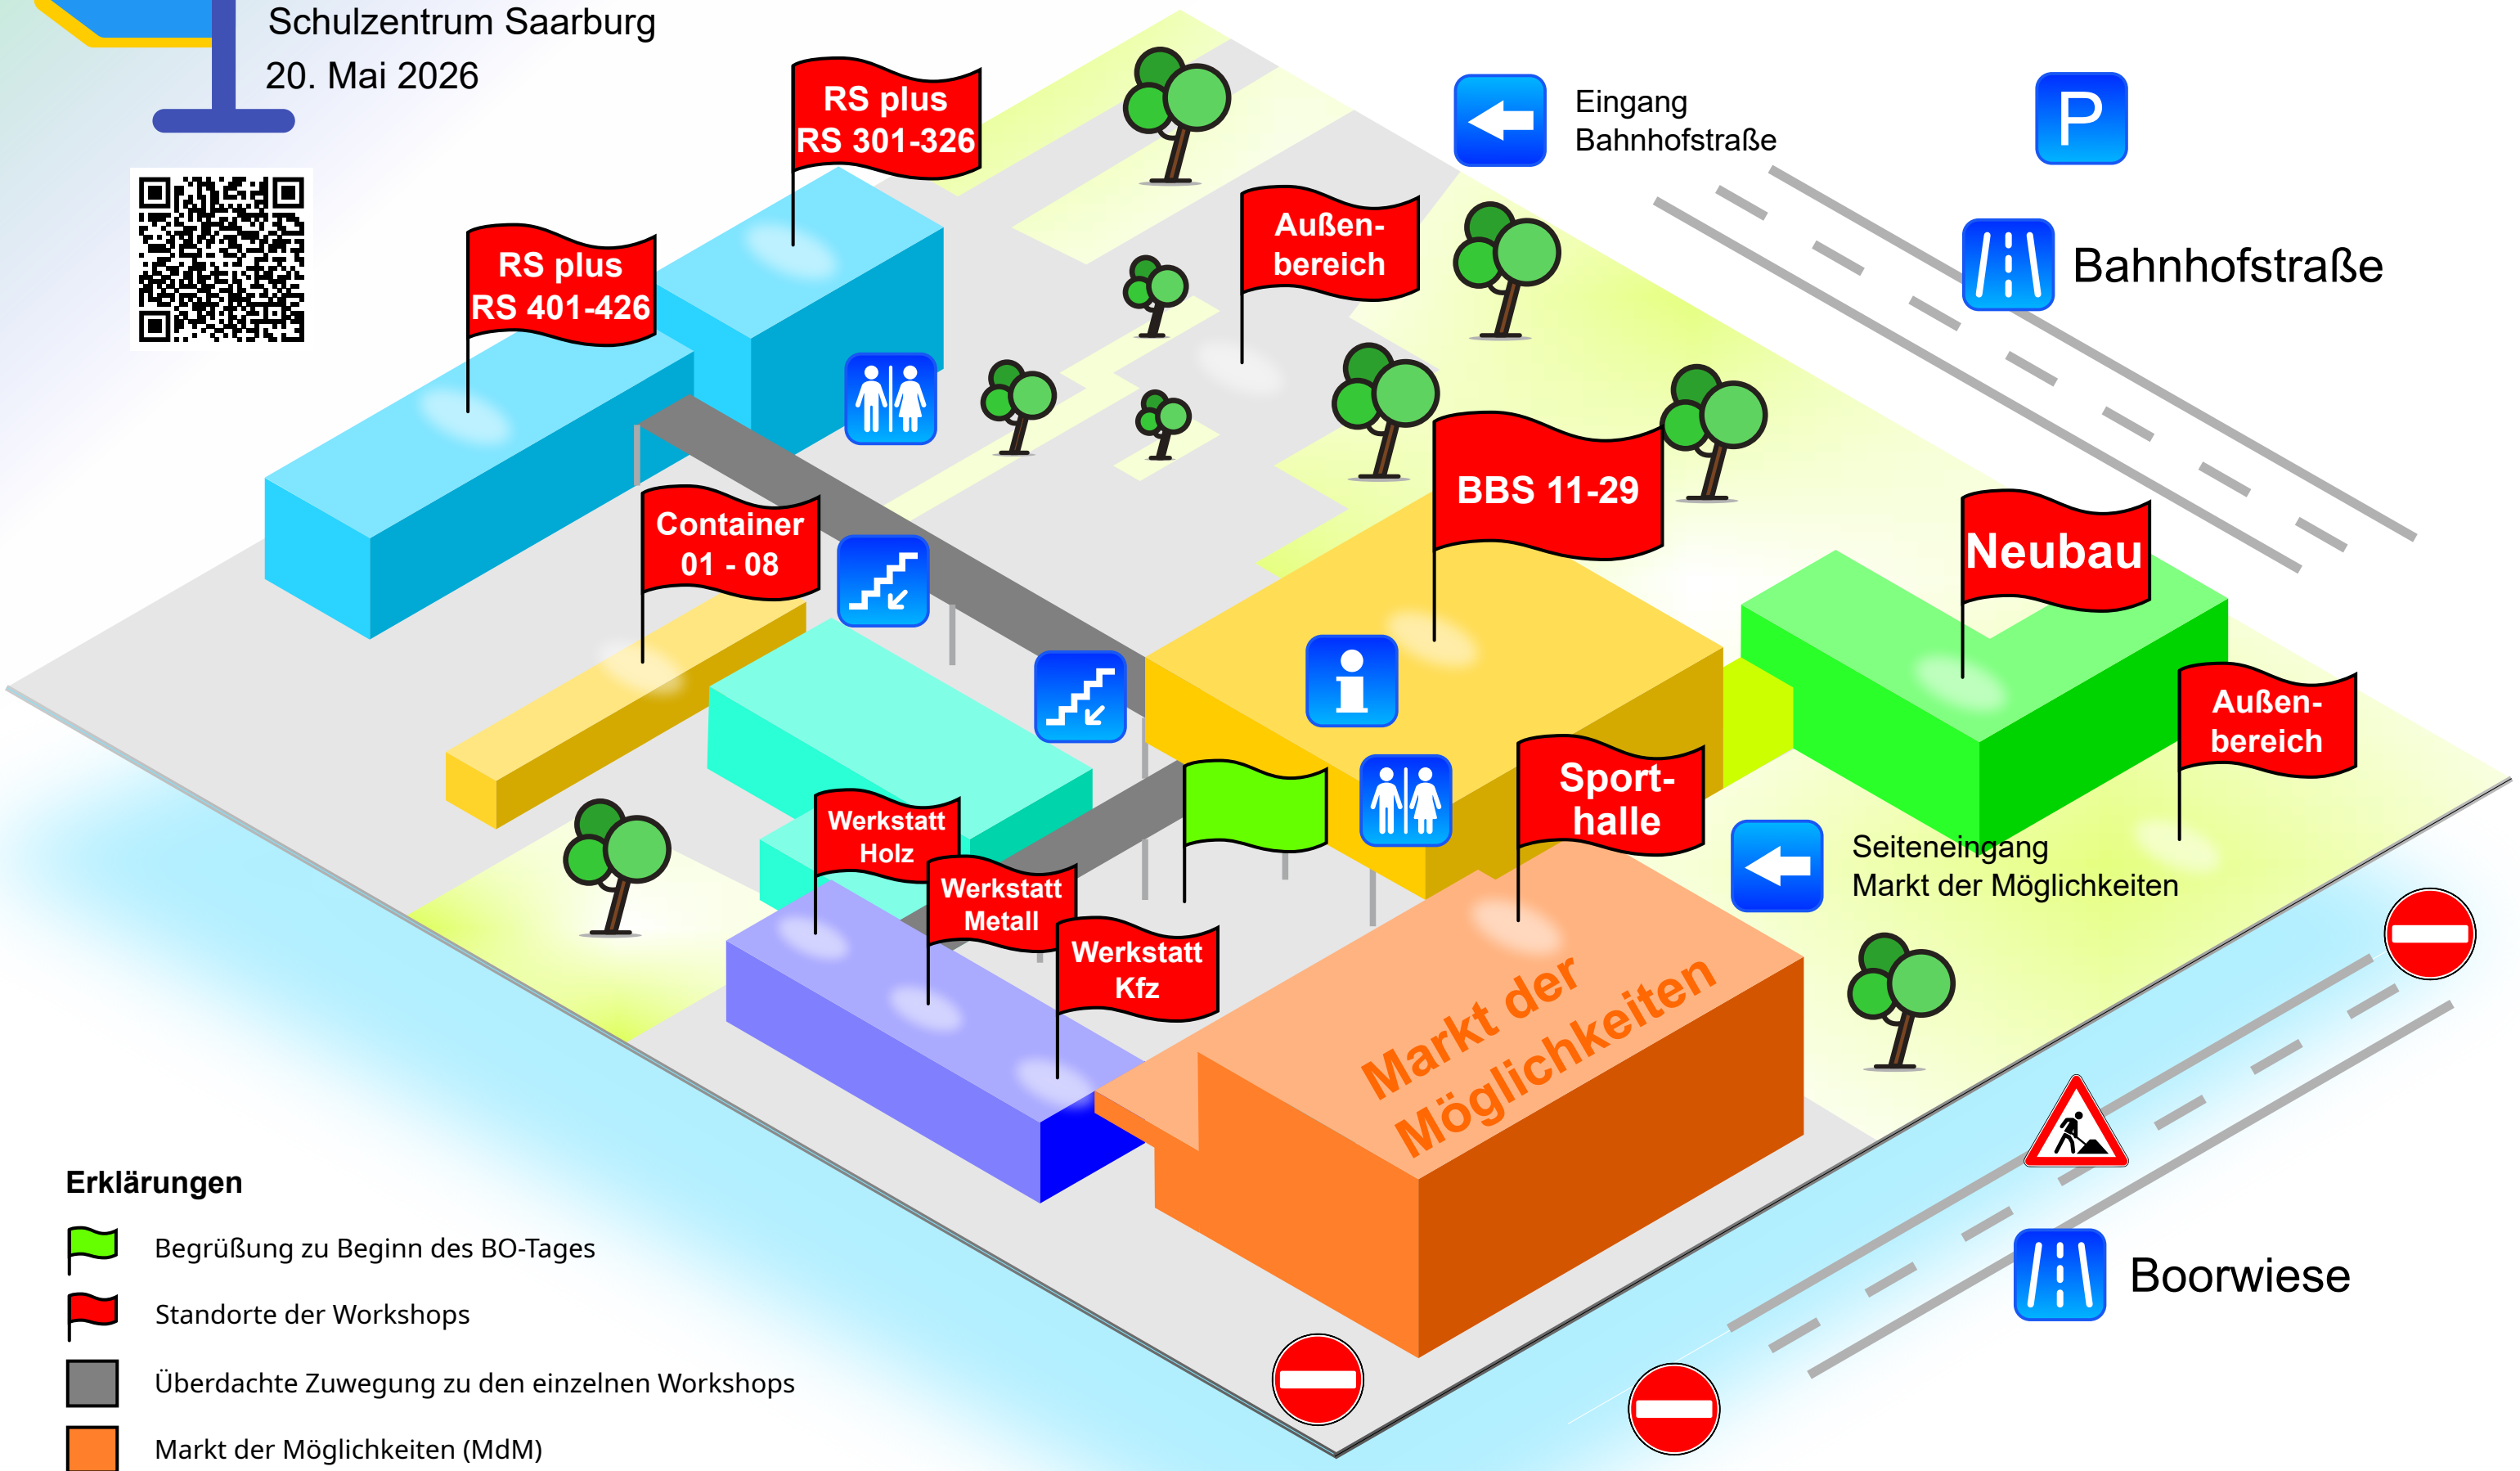 Schulzentrum Saarburg
20. Mai 2026
RS plus
RS 301-326
Eingang
Bahnhofstraße
P
RS plus
RS 401-426
Außen-
bereich
Bahnhofstraße
Container
01 - 08
BBS 11-29
Neubau
Außen-
bereich
Sport-
halle
Werkstatt
Holz
Werkstatt
Metall
Werkstatt
Kfz
Seiteneingang
Markt der Möglichkeiten
Markt der
Möglichkeiten
Boorwiese
Erklärungen
Begrüßung zu Beginn des BO-Tages
Standorte der Workshops
Überdachte Zuwegung zu den einzelnen Workshops
Markt der Möglichkeiten (MdM)